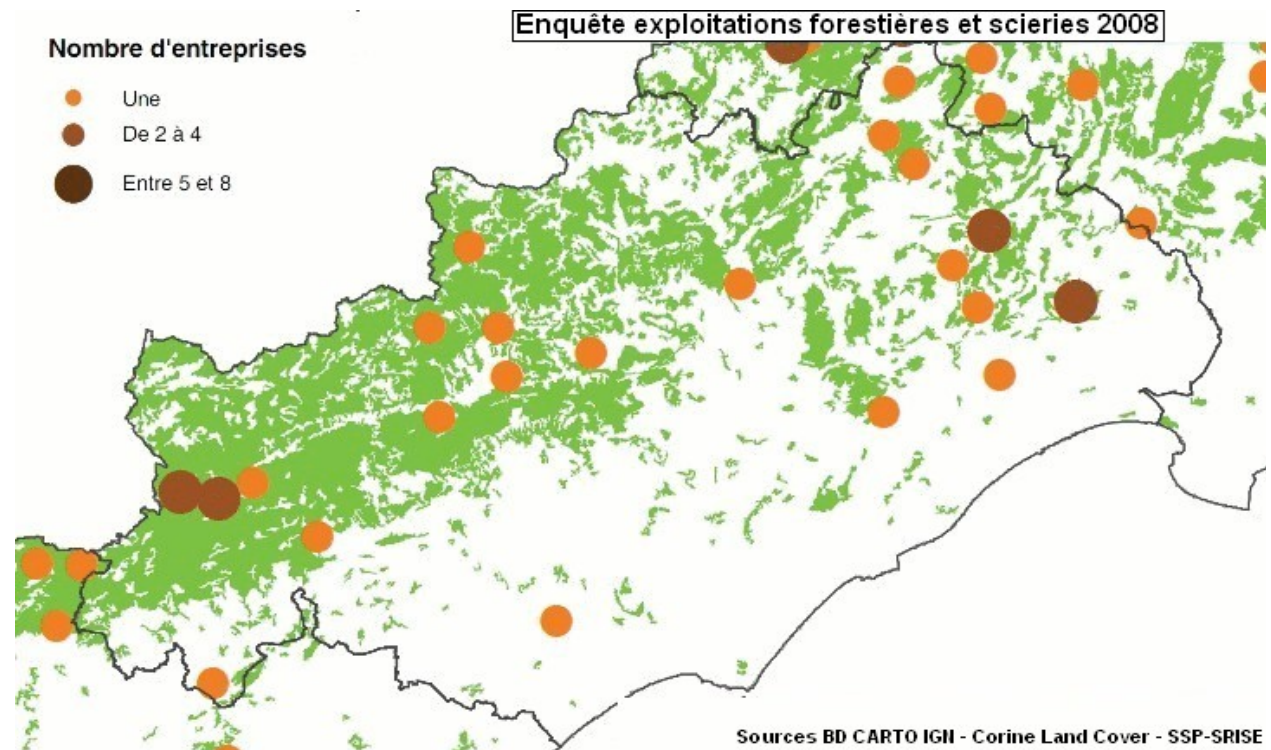 Enquête exploitations forestières et scieries 2008
Nombre d'entreprises
Une
De 2 à 4
Entre 5 et 8
Sources BD CARTO IGN - Corine Land Cover - SSP-SRISE